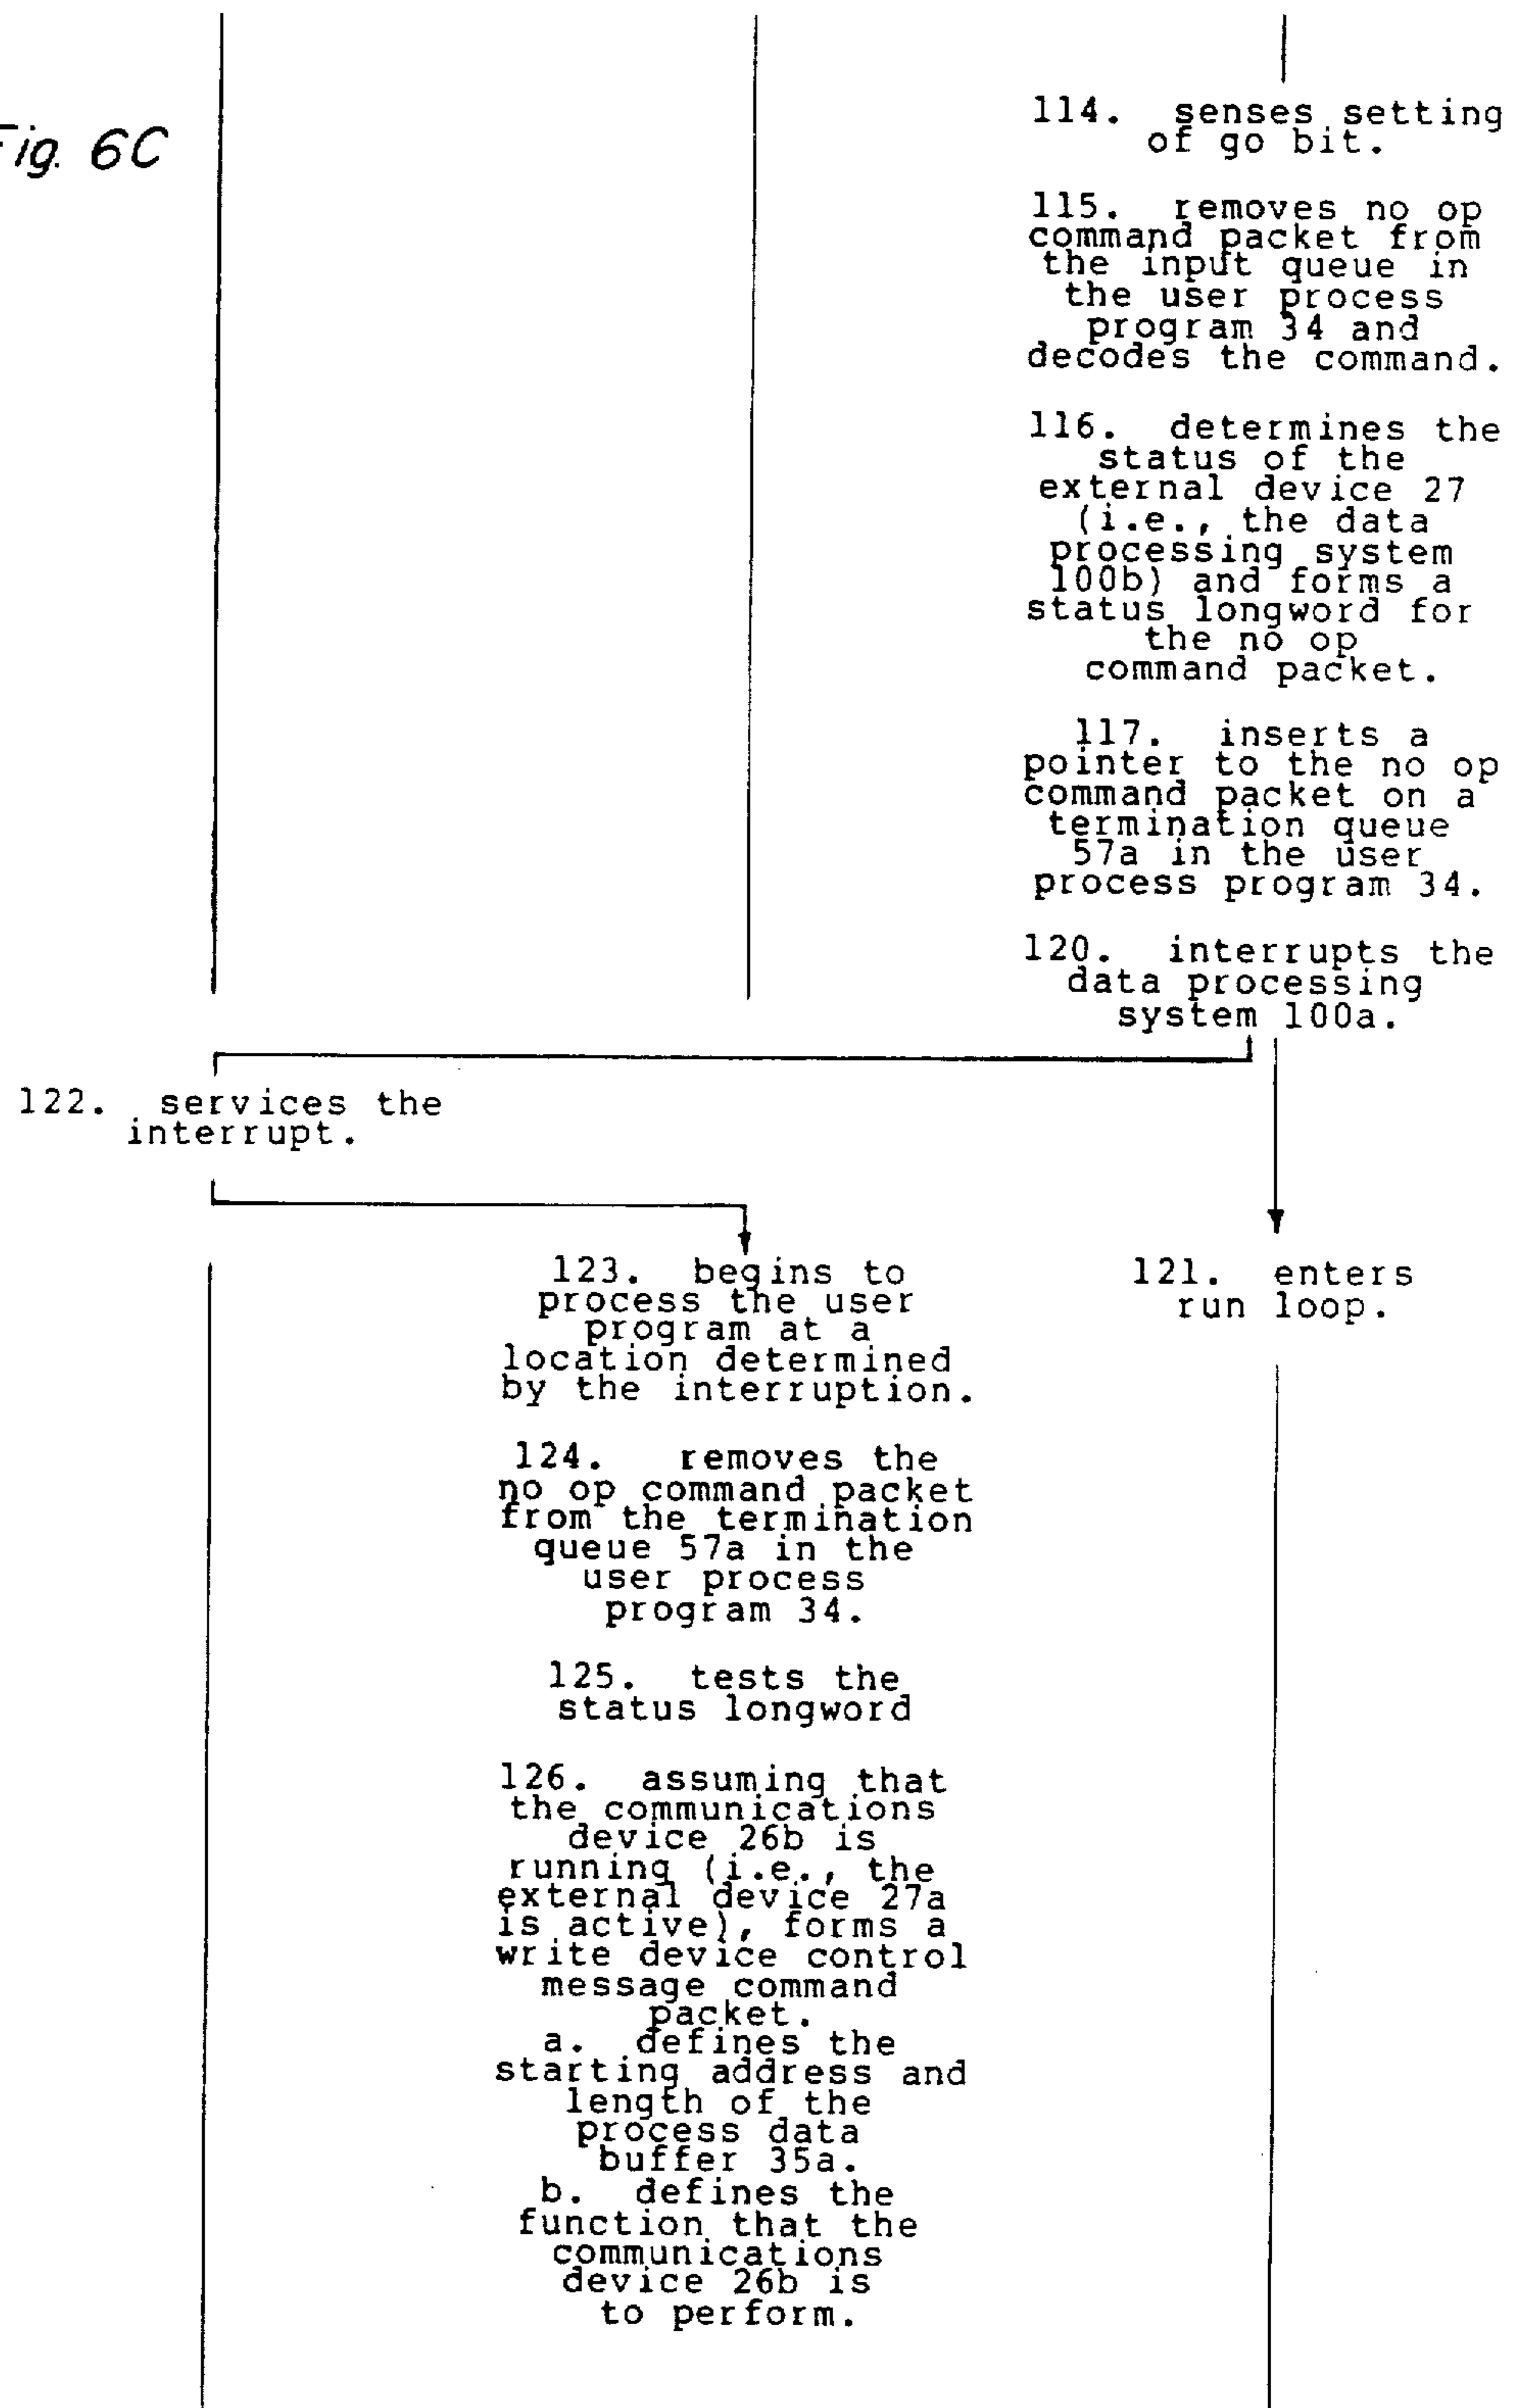 Fig. 6C
114. senses setting
of go bit.
115. removes no op
command packet from
the input queue in
the user process
program 34 and
decodes the command.
116. determines the
status of the
external device 27
(i.e., the data
processing system
100b) and forms a
status longword for
the no op
command packet.
117. inserts a
pointer to the no op
command packet on a
termination queue
57a in the user
process program 34.
120. interrupts the
data processing
system 100a.
122. services the
interrupt.
123. begins to
process the user
program at a
location determined
by the interruption.
121. enters
run loop.
124. removes the
no op command packet
from the termination
queue 57a in the
user process
program 34.
125. tests the
status longword
126. assuming that
the communications
device 26b is
running (i.e., the
external device 27a
is active), forms a
write device control
message command
packet.
a. defines the
starting address and
length of the
process data
buffer 35a.
b. defines the
function that the
communications
device 26b is
to perform.